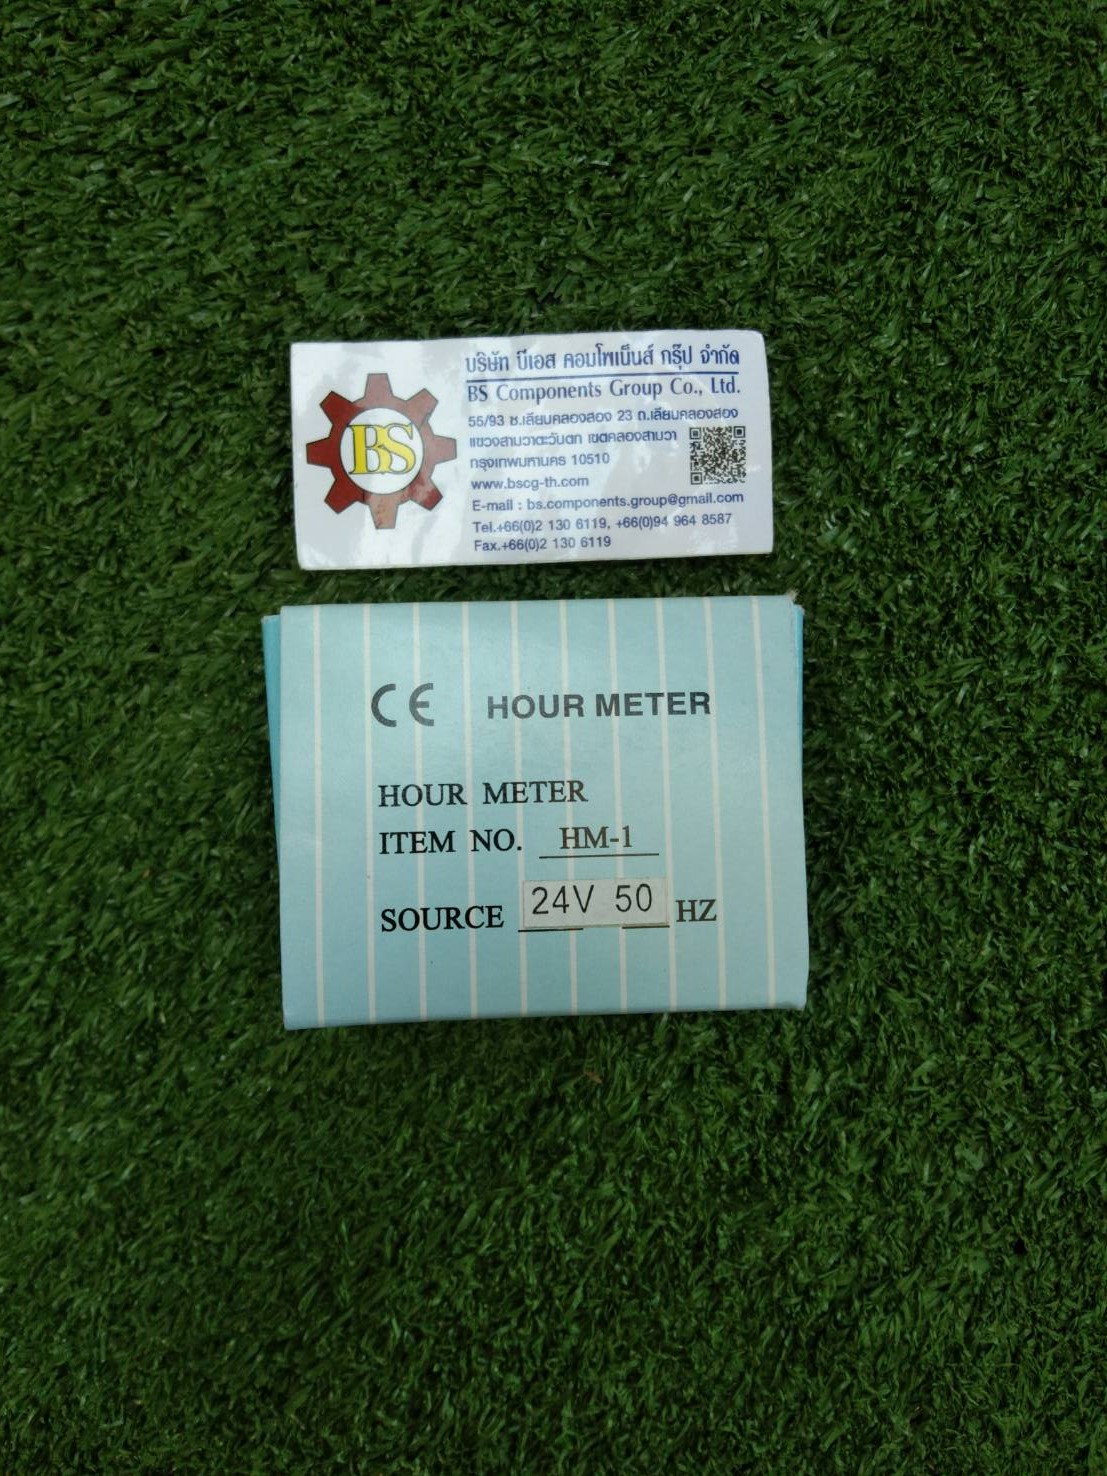 BS
บริษัท บีเอส คอมโพเน็นส์ กรุ๊ป จำกัด
BS Components Group Co., Ltd.
55/93 ซ.เลียบคลองสอง 23 ถ.เลียบคลองสอง
แขวงสามวาตะวันตก เขตคลองสามวา
กรุงเทพมหานคร 10510
www.bscg-th.com
E-mail : bs.components.group@gmail.com
Tel.+66(0)2 130 6119, +66(0)94 964 8587
Fax.+66(0)2 130 6119
CE HOUR METER
HOUR METER
ITEM NO. HM-1
SOURCE 24V 50 HZ